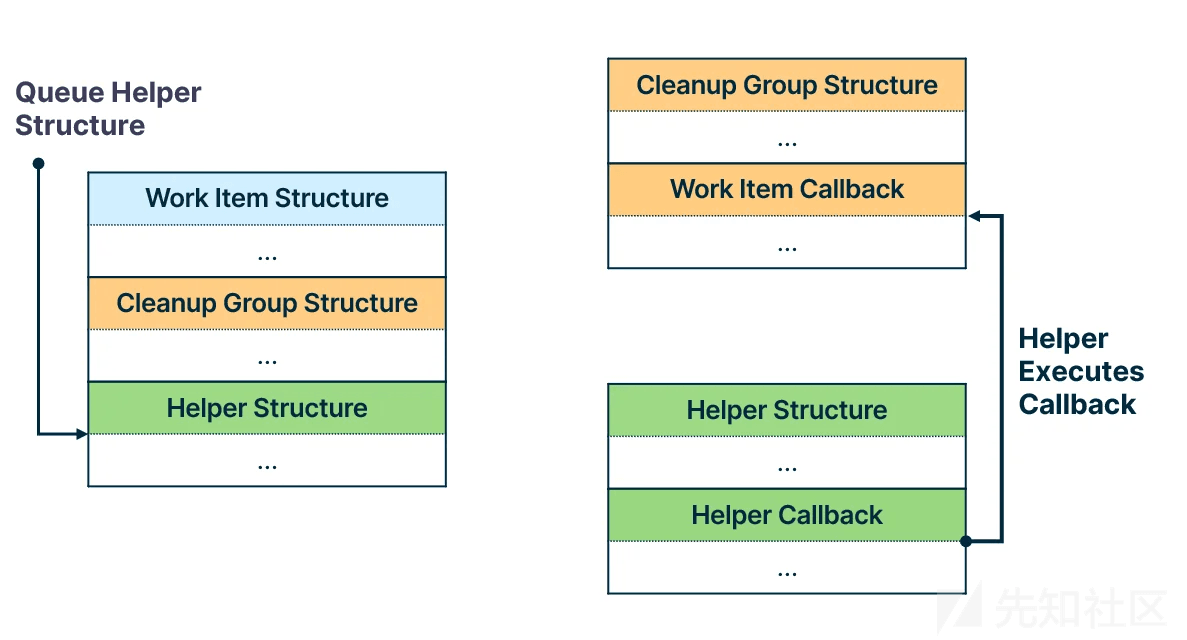 Queue Helper
Structure
Work Item Structure
...
Cleanup Group Structure
...
Helper Structure
...
Cleanup Group Structure
...
Work Item Callback
...
Helper Structure
...
Helper Callback
...
Helper
Executes
Callback
先知社区